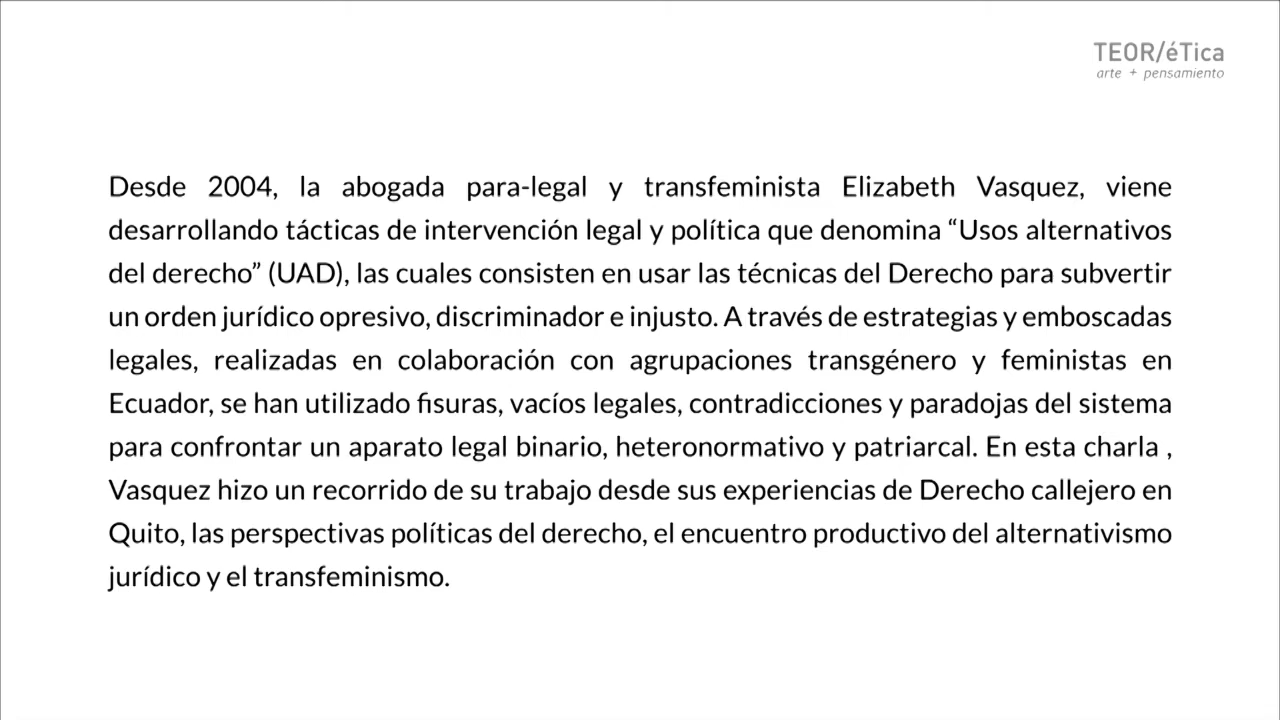 TEOR/éTica
arte + pensamiento
Desde 2004, la abogada para-legal y transfeminista Elizabeth Vasquez, viene
desarrollando tácticas de intervención legal y política que denomina “Usos alternativos
del derecho” (UAD), las cuales consisten en usar las técnicas del Derecho para subvertir
un orden jurídico opresivo, discriminador e injusto. A través de estrategias y emboscadas
legales, realizadas en colaboración con agrupaciones transgénero y feministas en
Ecuador, se han utilizado fisuras, vacíos legales, contradicciones y paradojas del sistema
para confrontar un aparato legal binario, heteronormativo y patriarcal. En esta charla ,
Vasquez hizo un recorrido de su trabajo desde sus experiencias de Derecho callejero en
Quito, las perspectivas políticas del derecho, el encuentro productivo del alternativismo
jurídico y el transfeminismo.